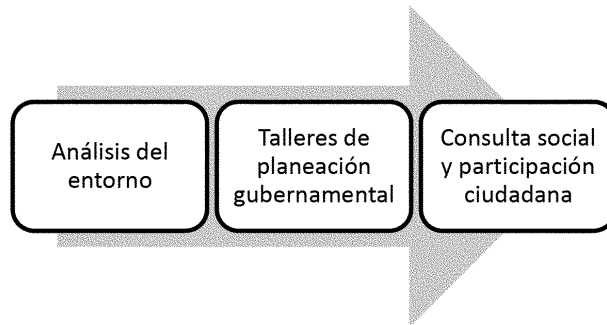 Análisis del
entorno
Talleres de
planeación
gubernamental
Consulta social
y participación
ciudadana